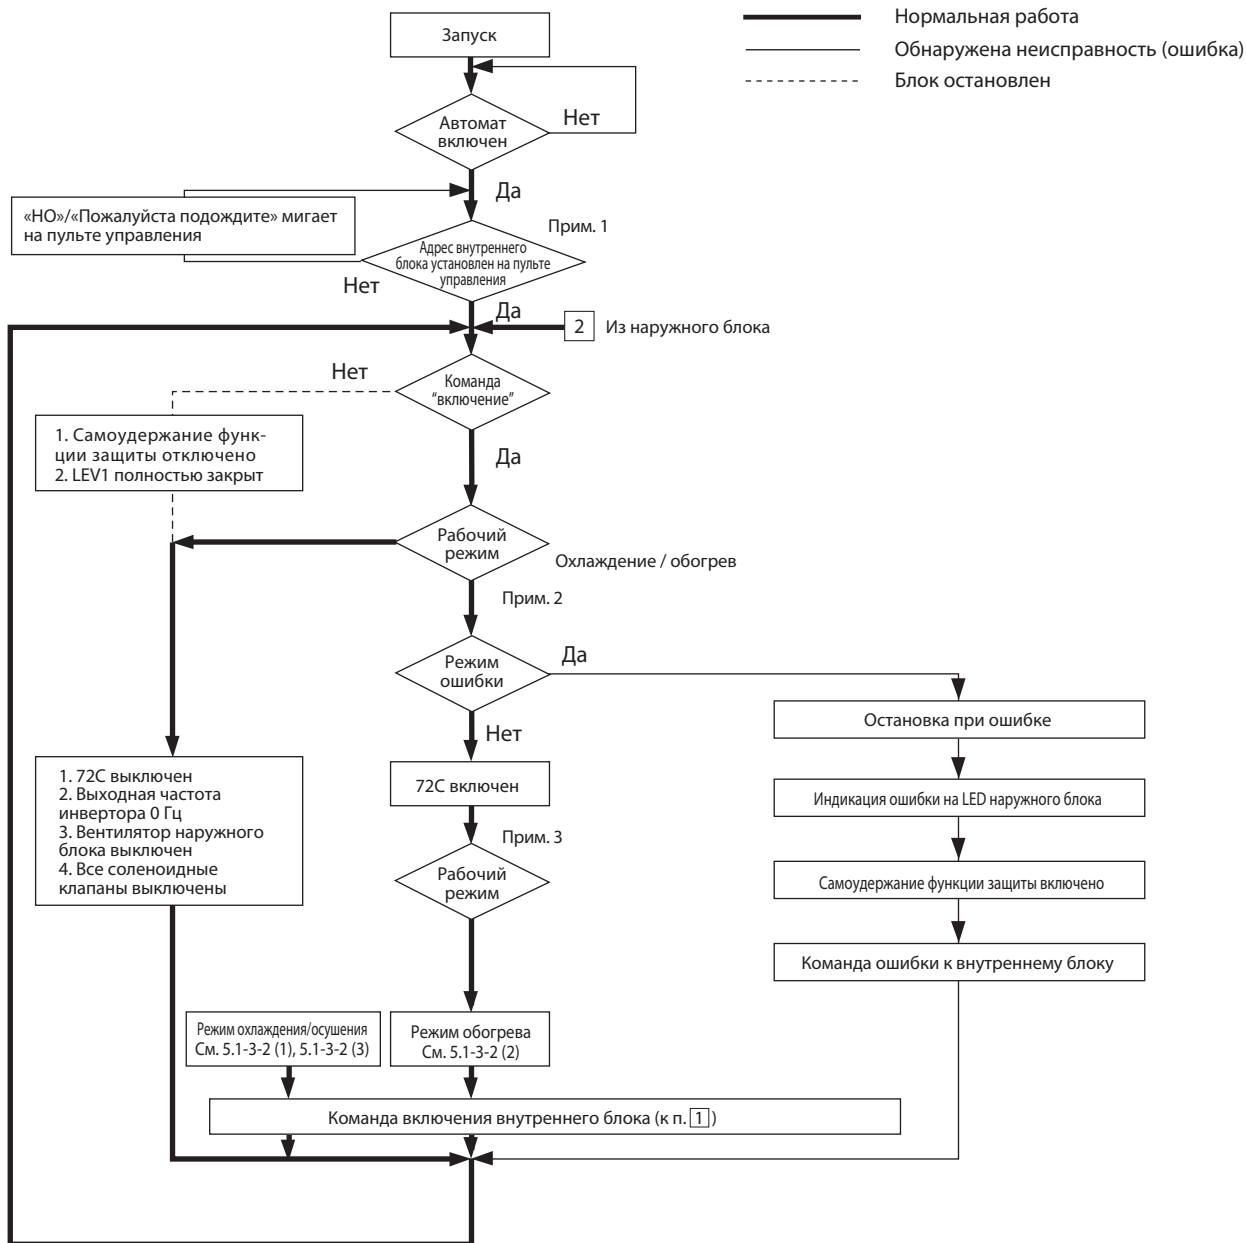 Запуск
Нормальная работа
Обнаружена неисправность (ошибка)
Блок остановлен
Автомат
включен
Нет
Да
«HO»/«Пожалуйста подождите» мигает
на пульте управления
Прим. 1
Адрес внутреннего
блока установлен на пульте
управления
Нет
Да
2 Из наружного блока
Нет
Команда
"включение"
1. Самоудержание функ-
ции защиты отключено
2. LEV1 полностью закрыт
Да
Рабочий
режим
Охлаждение / обогрев
Прим. 2
Режим
ошибки
Да
Нет
Остановка при ошибке
1. 72C выключен
2. Выходная частота
инвертора 0 Гц
3. Вентилятор наружного
блока выключен
4. Все соленоидные
клапаны выключены
72C включен
Индикация ошибки на LED наружного блока
Прим. 3
Рабочий
режим
Самоудержание функции защиты включено
Команда ошибки к внутреннему блоку
Режим охлаждения/осушения
См. 5.1-3-2 (1), 5.1-3-2 (3)
Режим обогрева
См. 5.1-3-2 (2)
Команда включения внутреннего блока (к п. 1 )